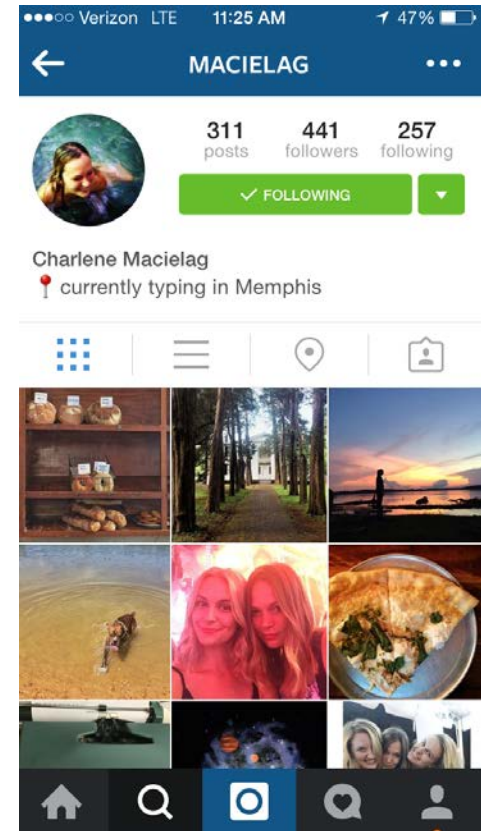 Verizon LTE 11:25 AM 47%
MACIELAG
311 441 257
posts followers following
FOLLOWING
Charlene Macielag
currently typing in Memphis